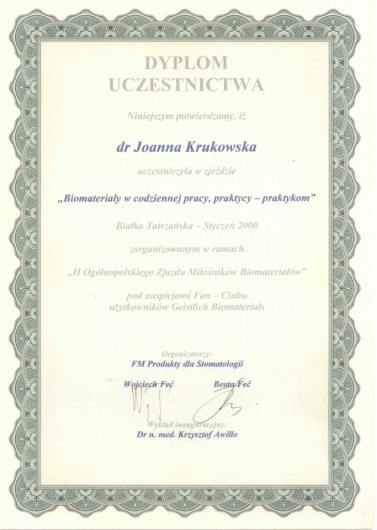 DYPLOM
UCZESTNICTWA
Niniejszym potwierdzamy, iż
dr Joanna Krukowska
uczestniczyła w zjeździe
„Biomateriały w codziennej pracy, praktycy – praktykom”
Białka Tatrzańska – Styczeń 2000
zorganizowanym w ramach
„II Ogólnopolskiego Zjazdu Miłośników Biomateriałów”
pod auspicjami Fan – Clubu
użytkowników Geistlich Biomaterials
Organizatorzy:
FM Produkty dla Stomatologii
Wojciech Feć Beata Feć
Wykład inauguracyjny:
Dr n. med. Krzysztof Awiłło